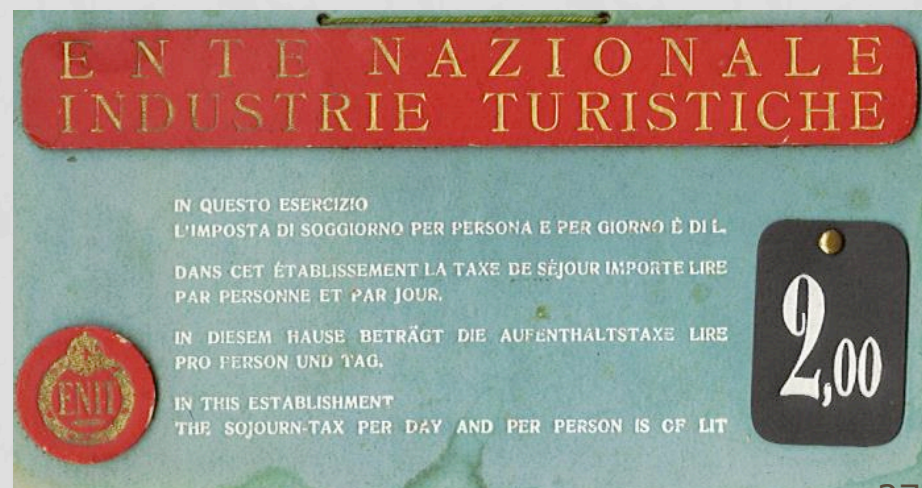 ENTE NAZIONALE
INDUSTRIE TURISTICHE
IN QUESTO ESERCIZIO
L'IMPOSTA DI SOGGIORNO PER PERSONA E PER GIORNO È DI L.
DANS CET ÉTABLISSEMENT LA TAXE DE SÉJOUR IMPORTE LIRE
PAR PERSONNE ET PAR JOUR.
IN DIESEM HAUSE BETRÄGT DIE AUFENTHALTSTAXE LIRE
PRO PERSON UND TAG.
IN THIS ESTABLISHMENT
THE SOJOURN-TAX PER DAY AND PER PERSON IS OF LIT
2,00
ENIT